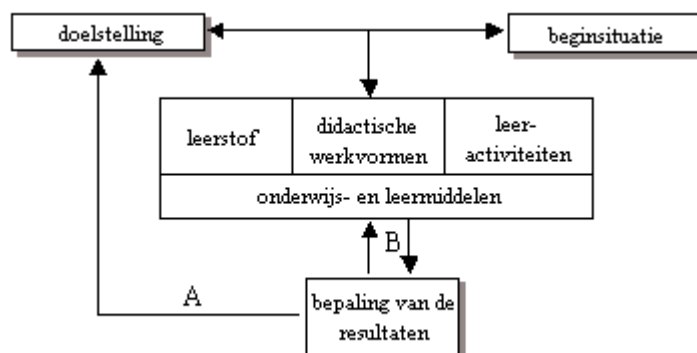 doelstelling
beginsituatie
leerstof
didactische
werkvormen
leer-
activiteiten
onderwijs- en leermiddelen
B
A
bepaling van de
resultaten